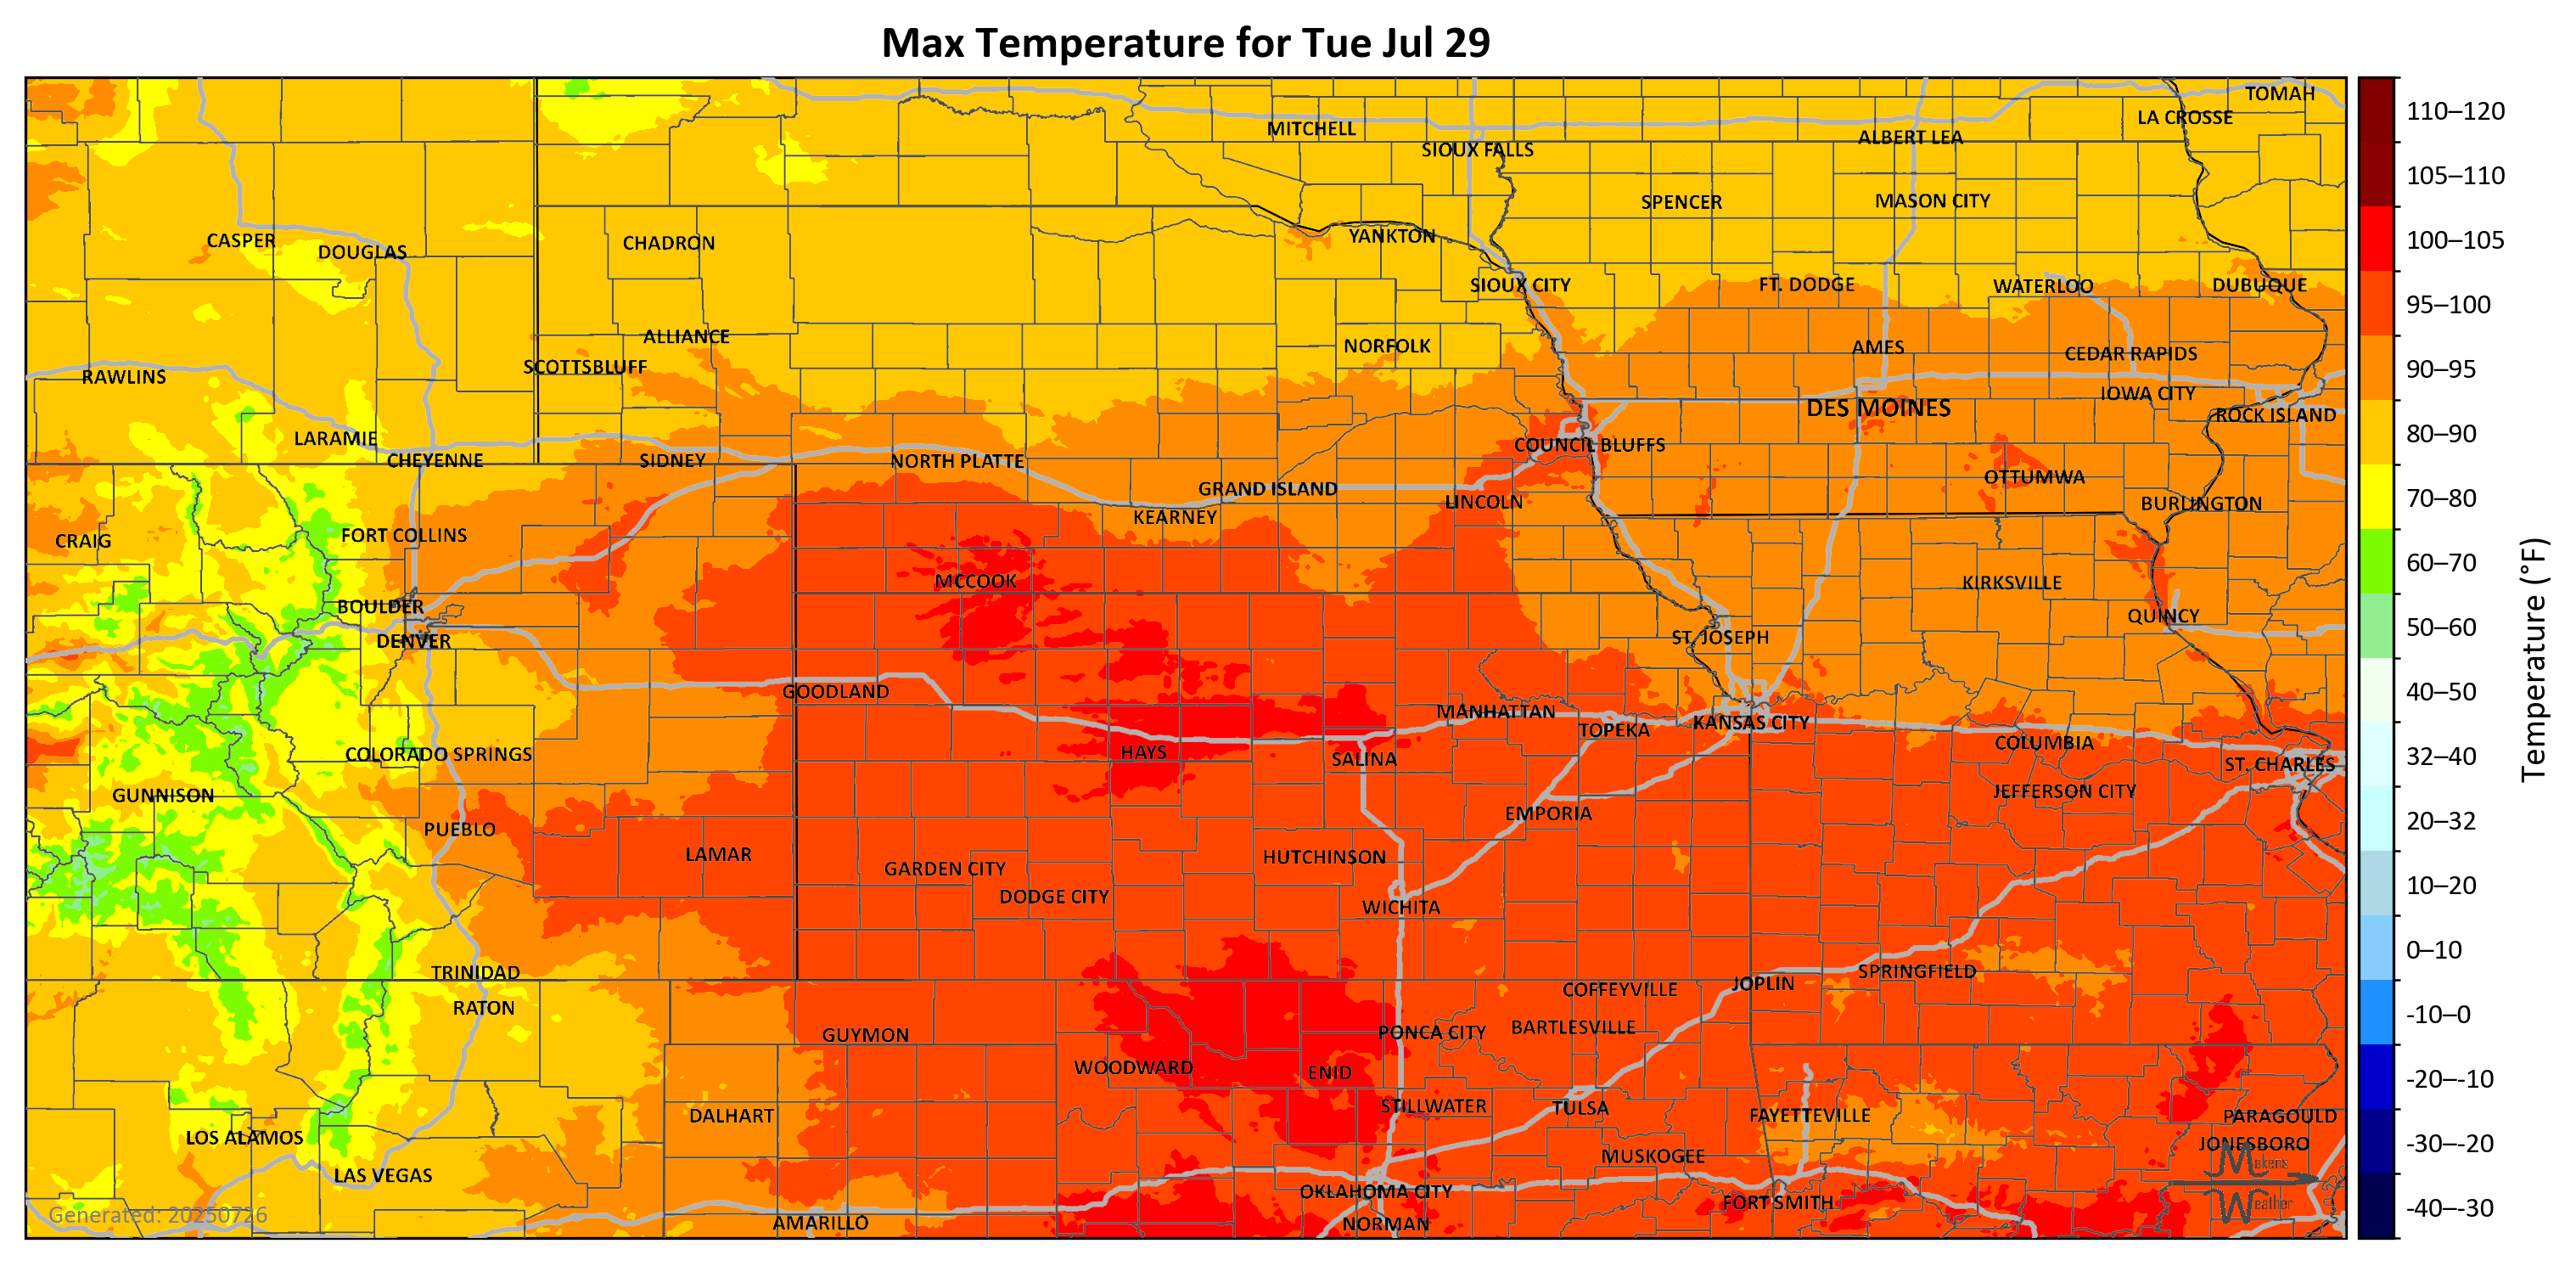 Max Temperature for Tue Jul 29
TOMAH
LA CROSSE
MITCHELL
ALBERT LEA
SIOUX FALLS
SPENCER
MASON CITY
CASPER
DOUGLAS
CHADRON
YANKTON
SIOUX CITY
FT. DODGE
WATERLOO
DUBUQUE
ALLIANCE
NORFOLK
AMES
CEDAR RAPIDS
SCOTTSBLUFF
RAWLINS
IOWA CITY
DES MOINES
ROCK ISLAND
LARAMIE
COUNCIL BLUFFS
CHEYENNE
SIDNEY
NORTH PLATTE
OTTUMWA
GRAND ISLAND
LINCOLN
BURLINGTON
KEARNEY
FORT COLLINS
CRAIG
MCCOOK
KIRKSVILLE
BOULDER
QUINCY
DENVER
ST. JOSEPH
GOODLAND
MANHATTAN
KANSAS CITY
TOPEKA
COLUMBIA
HAYS
COLORADO SPRINGS
SALINA
ST. CHARLES
GUNNISON
JEFFERSON CITY
EMPORIA
PUEBLO
LAMAR
HUTCHINSON
GARDEN CITY
DODGE CITY
WICHITA
TRINIDAD
SPRINGFIELD
JOPLIN
COFFEYVILLE
RATON
BARTLESVILLE
GUYMON
PONCA CITY
WOODWARD
ENID
STILLWATER
TULSA
DALHART
FAYETTEVILLE
PARAGOULD
LOS ALAMOS
JONESBORO
MUSKOGEE
LAS VEGAS
OKLAHOMA CITY
FORT SMITH
AMARILLO
NORMAN
Makens
Weather
Generated: 20250726
110–120
105–110
100–105
95–100
90–95
80–90
70–80
60–70
50–60
40–50
32–40
20–32
10–20
0–10
-10–0
-20–-10
-30–-20
-40–-30
Temperature (°F)